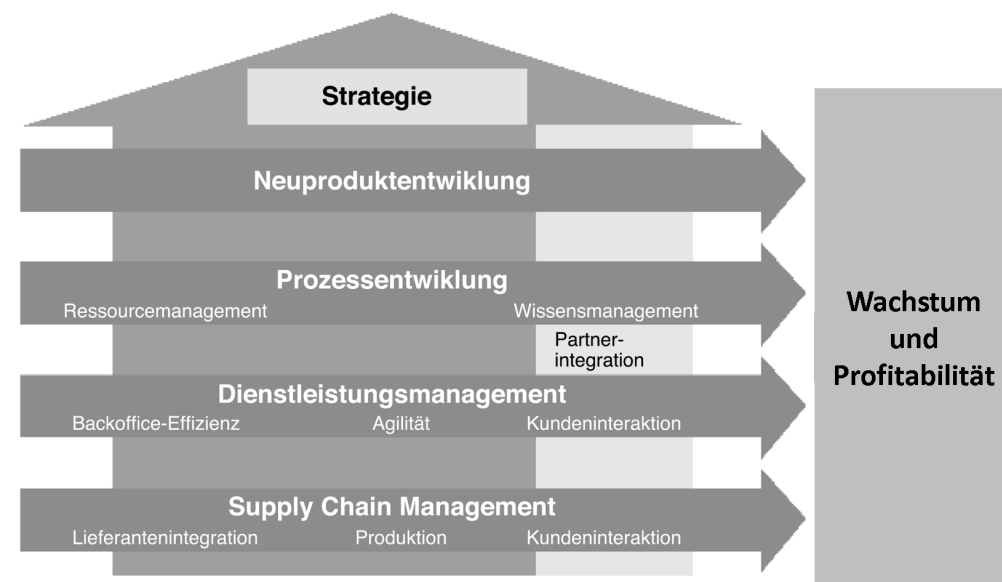 Strategie
Neuproduktentwiklung
Prozessentwiklung
Ressourcemanagement Wissensmanagement
Partner-
integration
Dienstleistungsmanagement
Backoffice-Effizienz Agilität Kundeninteraktion
Supply Chain Management
Lieferantenintegration Produktion Kundeninteraktion
Wachstum
und
Profitabilität